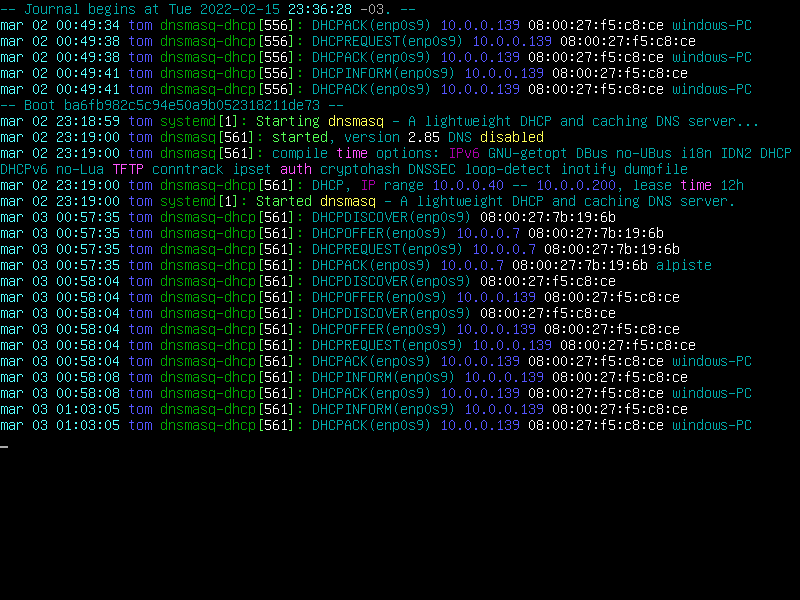 -- Journal begins at Tue 2022-02-15 23:36:28 -03. --
mar 02 00:49:34 tom dnsmasq-dhcp[556]: DHCPACK(enp0s9) 10.0.0.139 08:00:27:f5:c8:ce windows-PC
mar 02 00:49:38 tom dnsmasq-dhcp[556]: DHCPREQUEST(enp0s9) 10.0.0.139 08:00:27:f5:c8:ce
mar 02 00:49:38 tom dnsmasq-dhcp[556]: DHCPACK(enp0s9) 10.0.0.139 08:00:27:f5:c8:ce windows-PC
mar 02 00:49:41 tom dnsmasq-dhcp[556]: DHCPINFORM(enp0s9) 10.0.0.139 08:00:27:f5:c8:ce
mar 02 00:49:41 tom dnsmasq-dhcp[556]: DHCPACK(enp0s9) 10.0.0.139 08:00:27:f5:c8:ce windows-PC
-- Boot ba6fb982c5c94e50a9b052318211de73 --
mar 02 23:18:59 tom systemd[1]: Starting dnsmasq - A lightweight DHCP and caching DNS server...
mar 02 23:19:00 tom dnsmasq[561]: started, version 2.85 DNS disabled
mar 02 23:19:00 tom dnsmasq[561]: compile time options: IPv6 GNU-getopt DBus no-UBus i18n IDN2 DHCP
DHCPv6 no-Lua TFTP conntrack ipset auth cryptohash DNSSEC loop-detect inotify dumpfile
mar 02 23:19:00 tom dnsmasq-dhcp[561]: DHCP, IP range 10.0.0.40 -- 10.0.0.200, lease time 12h
mar 02 23:19:00 tom systemd[1]: Started dnsmasq - A lightweight DHCP and caching DNS server.
mar 03 00:57:35 tom dnsmasq-dhcp[561]: DHCPDISCOVER(enp0s9) 08:00:27:7b:19:6b
mar 03 00:57:35 tom dnsmasq-dhcp[561]: DHCPOFFER(enp0s9) 10.0.0.7 08:00:27:7b:19:6b
mar 03 00:57:35 tom dnsmasq-dhcp[561]: DHCPREQUEST(enp0s9) 10.0.0.7 08:00:27:7b:19:6b
mar 03 00:57:35 tom dnsmasq-dhcp[561]: DHCPACK(enp0s9) 10.0.0.7 08:00:27:7b:19:6b alpiste
mar 03 00:58:04 tom dnsmasq-dhcp[561]: DHCPDISCOVER(enp0s9) 08:00:27:f5:c8:ce
mar 03 00:58:04 tom dnsmasq-dhcp[561]: DHCPOFFER(enp0s9) 10.0.0.139 08:00:27:f5:c8:ce
mar 03 00:58:04 tom dnsmasq-dhcp[561]: DHCPDISCOVER(enp0s9) 08:00:27:f5:c8:ce
mar 03 00:58:04 tom dnsmasq-dhcp[561]: DHCPOFFER(enp0s9) 10.0.0.139 08:00:27:f5:c8:ce
mar 03 00:58:04 tom dnsmasq-dhcp[561]: DHCPREQUEST(enp0s9) 10.0.0.139 08:00:27:f5:c8:ce
mar 03 00:58:04 tom dnsmasq-dhcp[561]: DHCPACK(enp0s9) 10.0.0.139 08:00:27:f5:c8:ce windows-PC
mar 03 00:58:08 tom dnsmasq-dhcp[561]: DHCPINFORM(enp0s9) 10.0.0.139 08:00:27:f5:c8:ce
mar 03 00:58:08 tom dnsmasq-dhcp[561]: DHCPACK(enp0s9) 10.0.0.139 08:00:27:f5:c8:ce windows-PC
mar 03 01:03:05 tom dnsmasq-dhcp[561]: DHCPINFORM(enp0s9) 10.0.0.139 08:00:27:f5:c8:ce
mar 03 01:03:05 tom dnsmasq-dhcp[561]: DHCPACK(enp0s9) 10.0.0.139 08:00:27:f5:c8:ce windows-PC